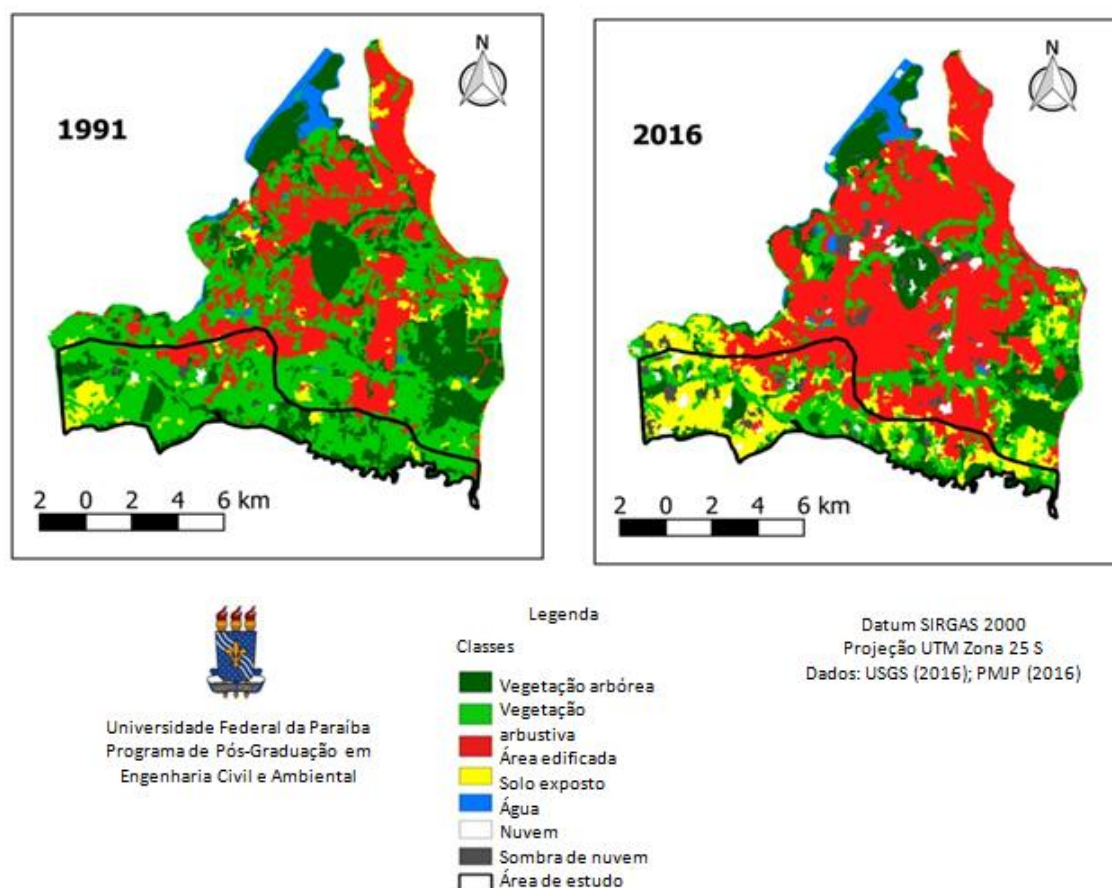 N
1991
2 0 2 4 6 km
N
2016
2 0 2 4 6 km
Universidade Federal da Paraíba
Programa de Pós-Graduação em
Engenharia Civil e Ambiental
Legenda
Classes
Vegetação arbórea
Vegetação
arbustiva
Área edificada
Solo exposto
Água
Nuvem
Sombra de nuvem
Área de estudo
Datum SIRGAS 2000
Projeção UTM Zona 25 S
Dados: USGS (2016); PMJP (2016)